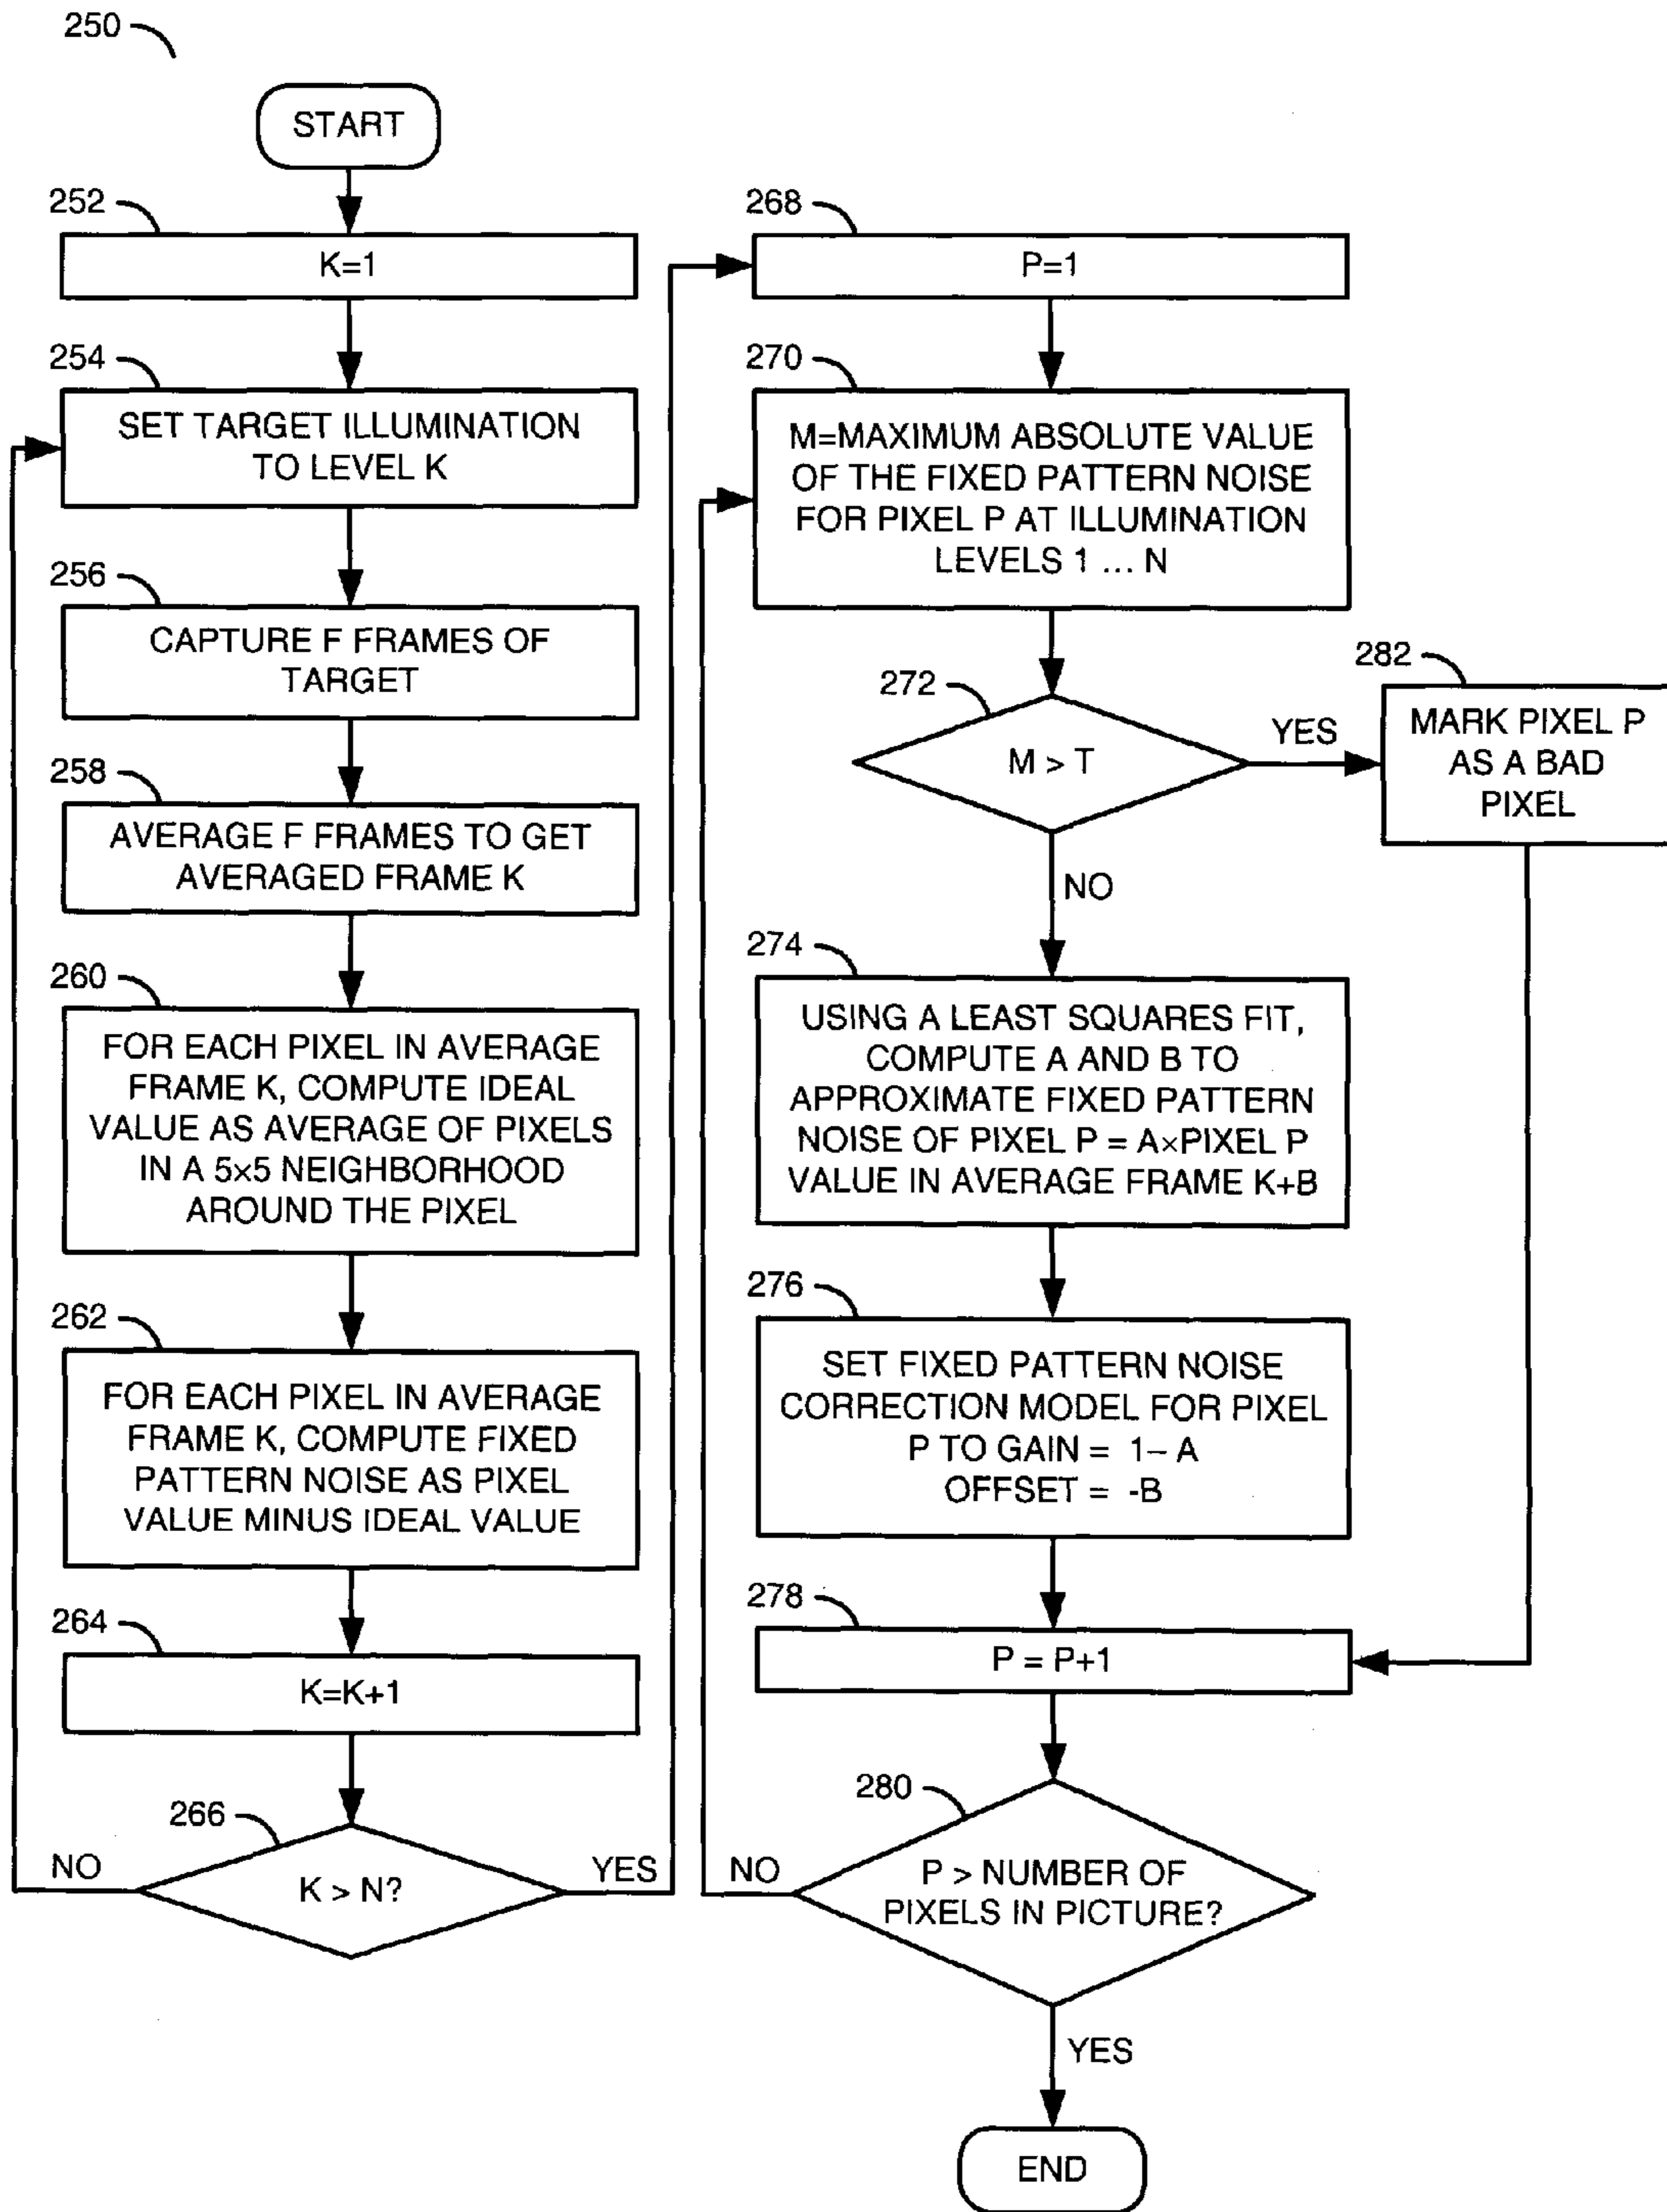 250
START
252
K=1
254
SET TARGET ILLUMINATION
TO LEVEL K
256
CAPTURE F FRAMES OF
TARGET
258
AVERAGE F FRAMES TO GET
AVERAGED FRAME K
260
FOR EACH PIXEL IN AVERAGE
FRAME K, COMPUTE IDEAL
VALUE AS AVERAGE OF PIXELS
IN A 5×5 NEIGHBORHOOD
AROUND THE PIXEL
262
FOR EACH PIXEL IN AVERAGE
FRAME K, COMPUTE FIXED
PATTERN NOISE AS PIXEL
VALUE MINUS IDEAL VALUE
264
K=K+1
266
K > N?
NO
YES
268
P=1
270
M=MAXIMUM ABSOLUTE VALUE
OF THE FIXED PATTERN NOISE
FOR PIXEL P AT ILLUMINATION
LEVELS 1 ... N
272
M > T
YES
282
MARK PIXEL P
AS A BAD
PIXEL
NO
274
USING A LEAST SQUARES FIT,
COMPUTE A AND B TO
APPROXIMATE FIXED PATTERN
NOISE OF PIXEL P = A×PIXEL P
VALUE IN AVERAGE FRAME K+B
276
SET FIXED PATTERN NOISE
CORRECTION MODEL FOR PIXEL
P TO GAIN = 1– A
OFFSET = -B
278
P = P+1
280
P > NUMBER OF
PIXELS IN PICTURE?
NO
YES
END